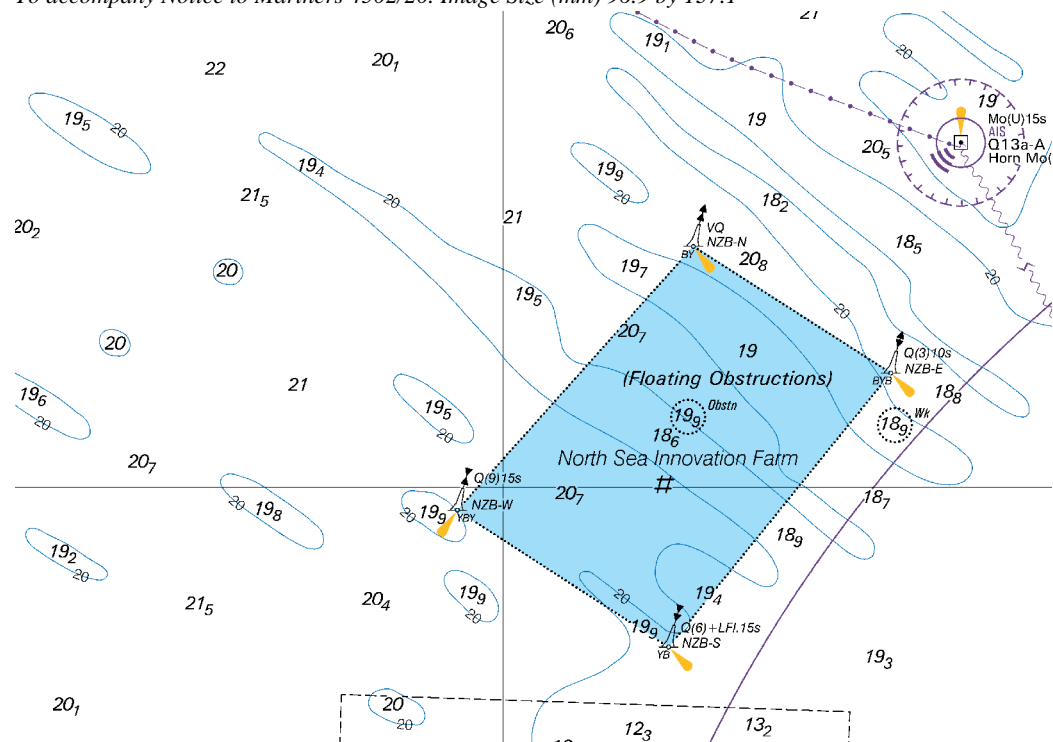 To accompany Notice to Mariners 4502/20. Image Size (mm) 98.9 by 137.1
21
20₆
19₁
20₁
22
20
19
Mo(U)15s
AIS
Q13a-A
Horn Mo(
19₅
20
19
20₅
19₄
19₉
20
21₅
20
18₂
21
20₂
VQ
NZB-N
BY
18₅
20₈
19₇
20
20
19₅
20
20₇
20
19
Q(3)10s
NZB-E
BYB
21
(Floating Obstructions)
19₆
20
19₅
20
19₉
Obstn
18₈
18₉
Wk
18₆
20₇
North Sea Innovation Farm
Q(9)15s
20₇
18₇
NZB-W
YBY
20
19₈
20
19₉
20
18₉
19₂
20
19₉
20
20
19₄
21₅
20₄
19₉
Q(6)+LFl.15s
NZB-S
YB
19₃
20₁
20
20
12₃
13₂